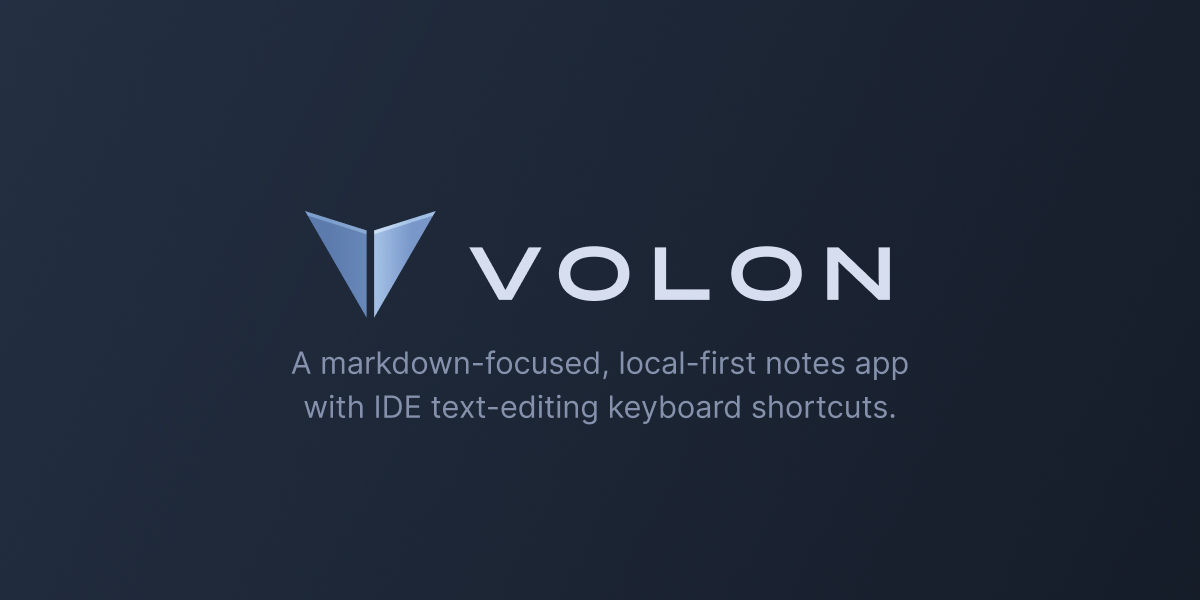 VOLON
A markdown-focused, local-first notes app
with IDE text-editing keyboard shortcuts.